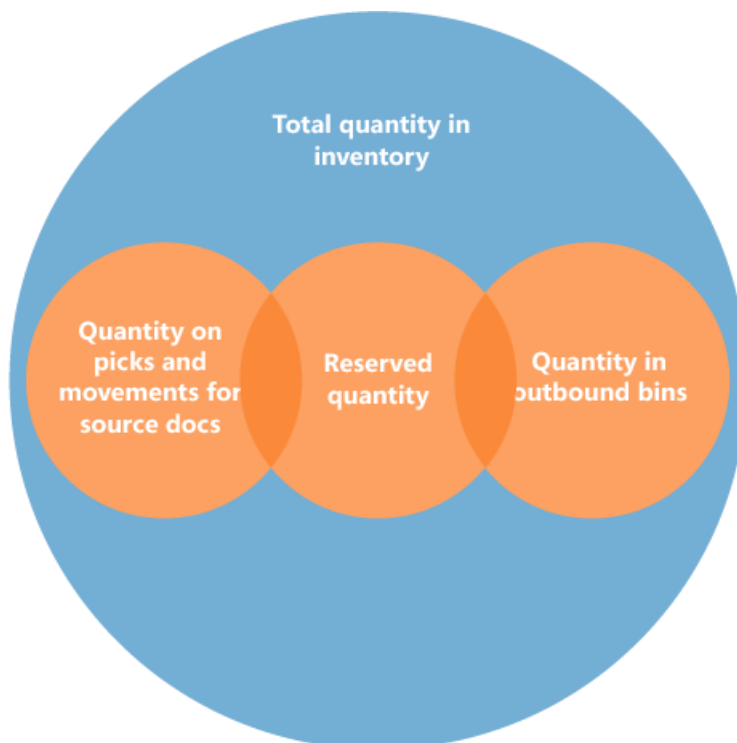 Total quantity in
inventory
Quantity on
picks and
movements for
source docs
Reserved
quantity
Quantity in
outbound bins